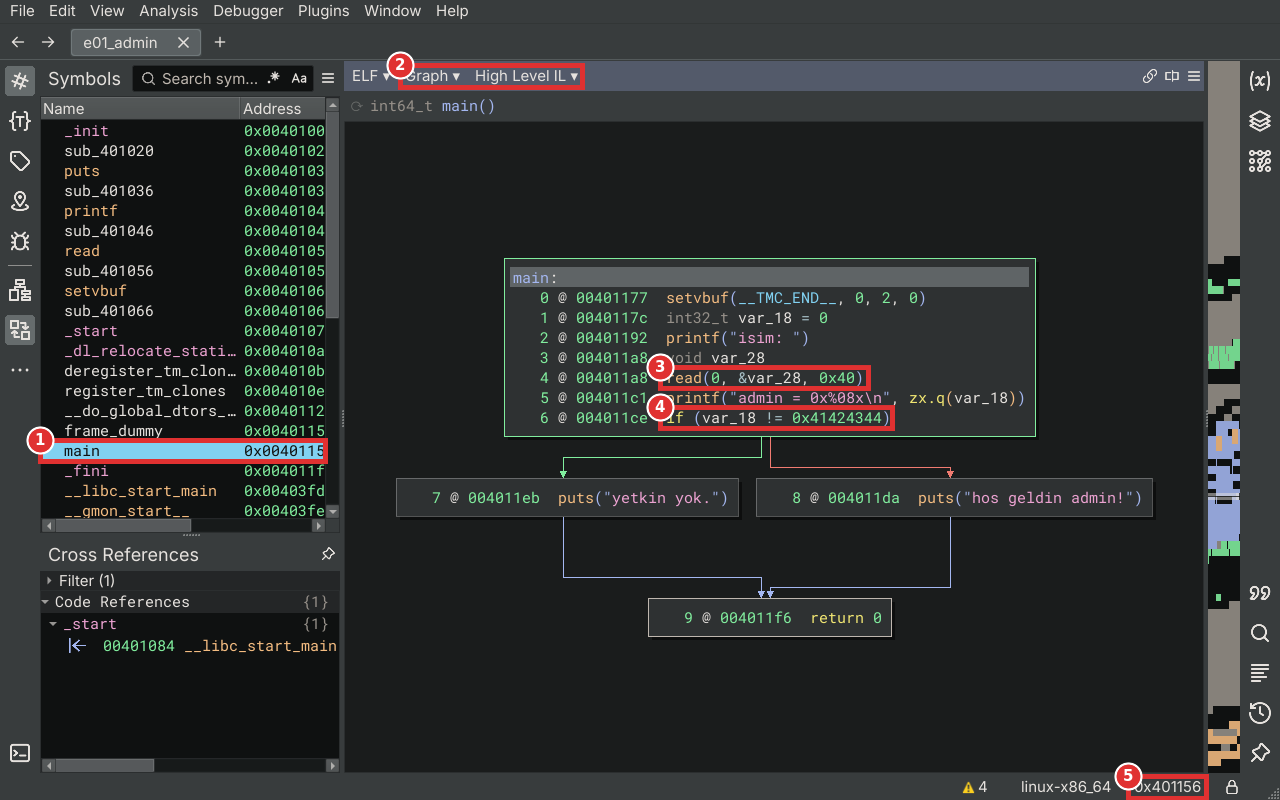 File Edit View Analysis Debugger Plugins Window Help
e01_admin
Symbols
Search sym... Aa
Name Address
_init 0x0040100
sub_401020 0x0040102
puts 0x0040103
sub_401036 0x0040103
printf 0x0040104
sub_401046 0x0040104
read 0x0040105
sub_401056 0x0040105
setvbuf 0x0040106
sub_401066 0x0040106
_start 0x0040107
_dl_relocate_stati… 0x004010a
deregister_tm_clon… 0x004010b
register_tm_clones 0x004010e
__do_global_dtors_… 0x0040112
frame_dummy 0x0040115
1 main 0x0040115
_fini 0x004011f
__libc_start_main 0x00403fd
__gmon_start__ 0x00403fe
Cross References
Filter (1)
Code References {1}
_start {1}
00401084 __libc_start_main
ELF ▾ 2 Graph ▾ High Level IL ▾
int64_t main()
main:
0 @ 00401177 setvbuf(__TMC_END__, 0, 2, 0)
1 @ 0040117c int32_t var_18 = 0
2 @ 00401192 printf("isim: ")
3 @ 004011a8 void var_28
3
4 @ 004011a8 read(0, &var_28, 0x40)
5 @ 004011c1 printf("admin = 0x%08x\n", zx.q(var_18))
4
6 @ 004011ce if (var_18 != 0x41424344)
7 @ 004011eb puts("yetkin yok.")
8 @ 004011da puts("hos geldin admin!")
9 @ 004011f6 return 0
4 linux-x86_64 5 0x401156